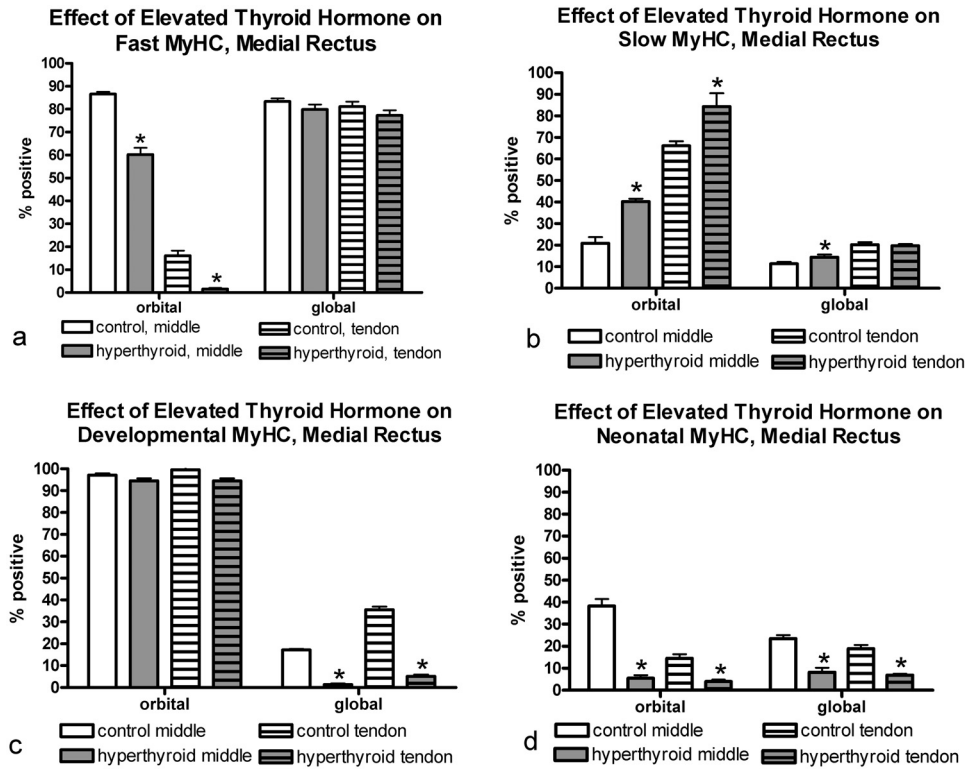 Effect of Elevated Thyroid Hormone on
Fast MyHC, Medial Rectus
100
90
80
70
60
50
40
30
20
10
0
% positive
*
*
orbital
global
control, middle
control, tendon
hyperthyroid, middle
hyperthyroid, tendon
a
Effect of Elevated Thyroid Hormone on
Slow MyHC, Medial Rectus
100
90
80
70
60
50
40
30
20
10
0
% positive
*
*
*
orbital
global
control middle
control tendon
hyperthyroid middle
hyperthyroid tendon
b
Effect of Elevated Thyroid Hormone on
Developmental MyHC, Medial Rectus
100
90
80
70
60
50
40
30
20
10
0
% positive
*
*
orbital
global
control middle
control tendon
hyperthyroid middle
hyperthyroid tendon
c
Effect of Elevated Thyroid Hormone on
Neonatal MyHC, Medial Rectus
100
90
80
70
60
50
40
30
20
10
0
% positive
*
*
*
*
orbital
global
control middle
control tendon
hyperthyroid middle
hyperthyroid tendon
d